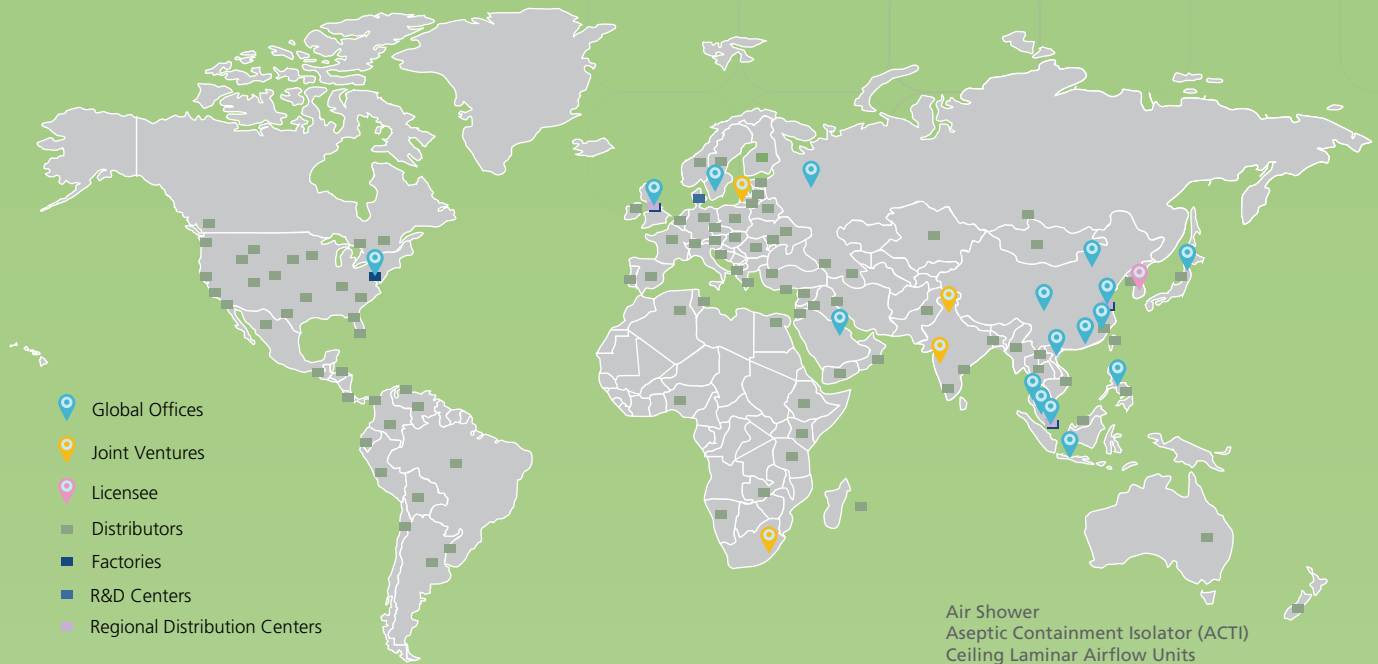 Global Offices
Joint Ventures
Licensee
Distributors
Factories
R&D Centers
Regional Distribution Centers
Air Shower
Aseptic Containment Isolator (ACTI)
Ceiling Laminar Airflow Units